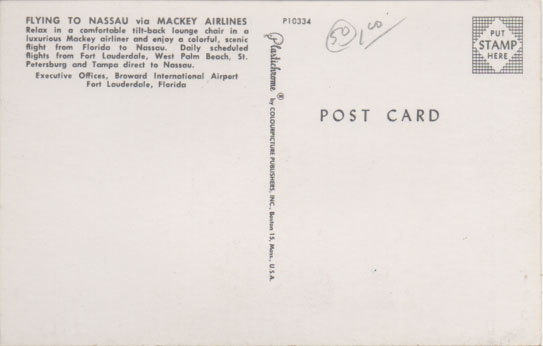 FLYING TO NASSAU via MACKEY AIRLINES
Relax in a comfortable tilt-back lounge chair in a
luxurious Mackey airliner and enjoy a colorful, scenic
flight from Florida to Nassau. Daily scheduled
flights from Fort Lauderdale, West Palm Beach, St.
Petersburg and Tampa direct to Nassau.
Executive Offices, Broward International Airport
Fort Lauderdale, Florida
P10334
50 1.00
Plastichrome ® by COLOURPICTURE PUBLISHERS, INC., Boston 15, Mass., U.S.A.
PUT
STAMP
HERE
POST CARD